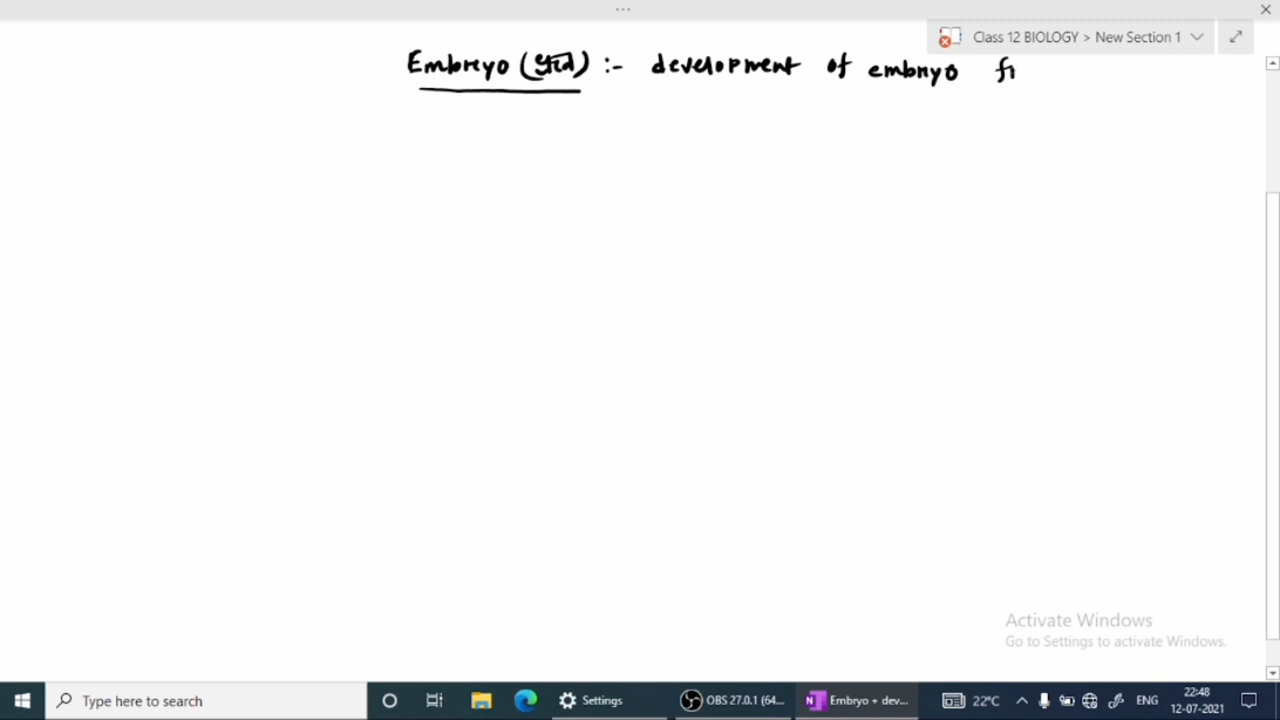 Class 12 BIOLOGY > New Section 1
Embryo ( ) :- development of embryo
Activate Windows
Go to Settings to activate Windows.
Type here to search
Settings
OBS 27.0.1 (64...
Embryo + dev...
22°C
ENG
22:48
12-07-2021